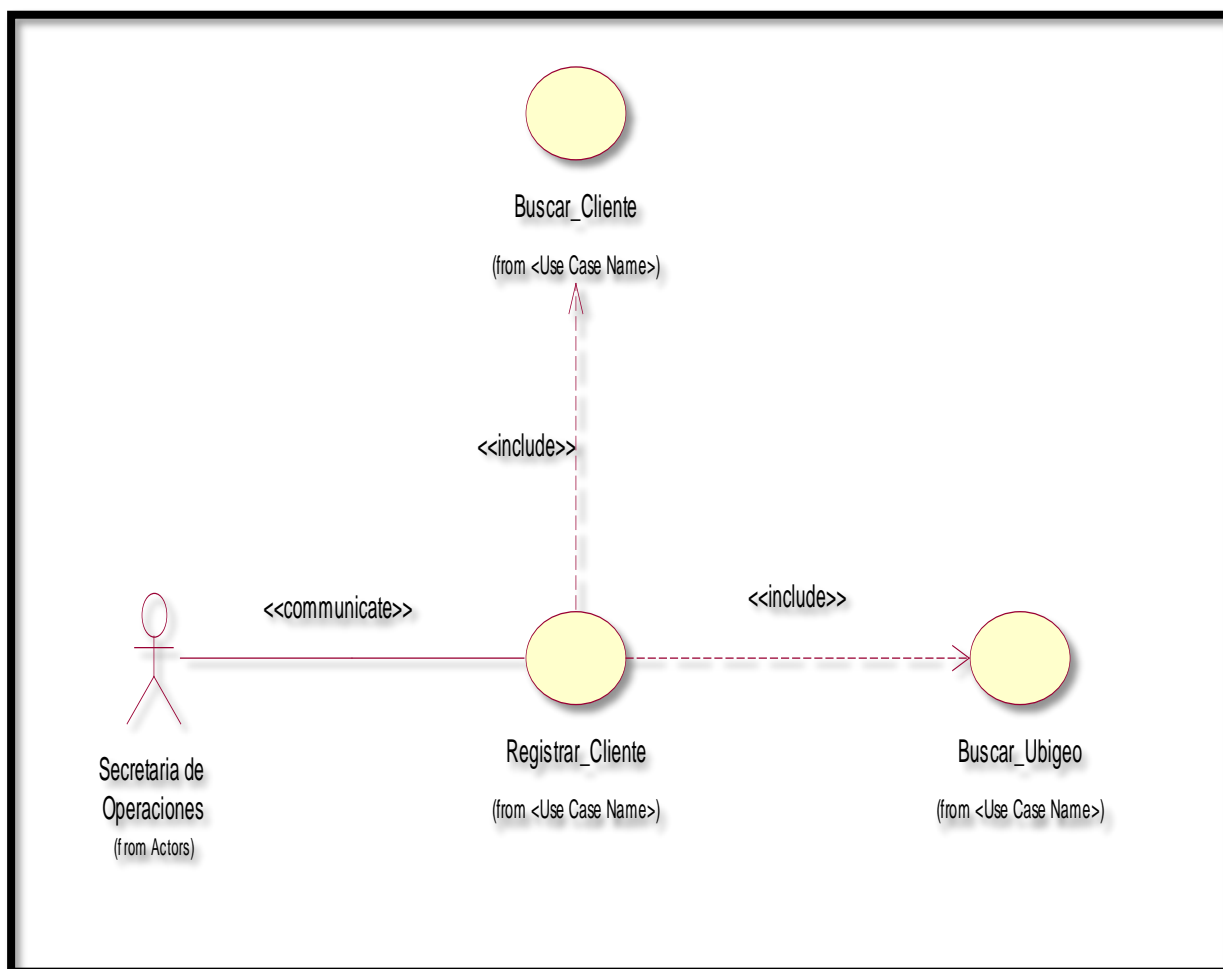 Buscar_Cliente
(from <Use Case Name>)
<<include>>
<<communicate>>
<<include>>
Secretaria de
Operaciones
(from Actors)
Registrar_Cliente
(from <Use Case Name>)
Buscar_Ubigeo
(from <Use Case Name>)